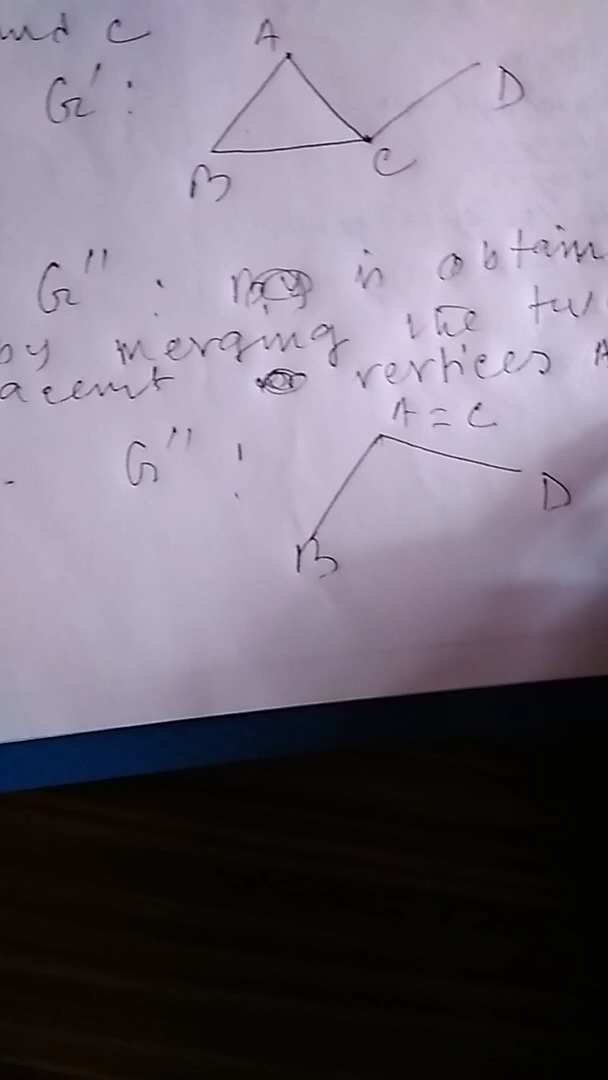 and c
A
G' :
D
C
B
G'' : is obtain
by merging the tw
acent vertices A
A = C
G'' :
D
B